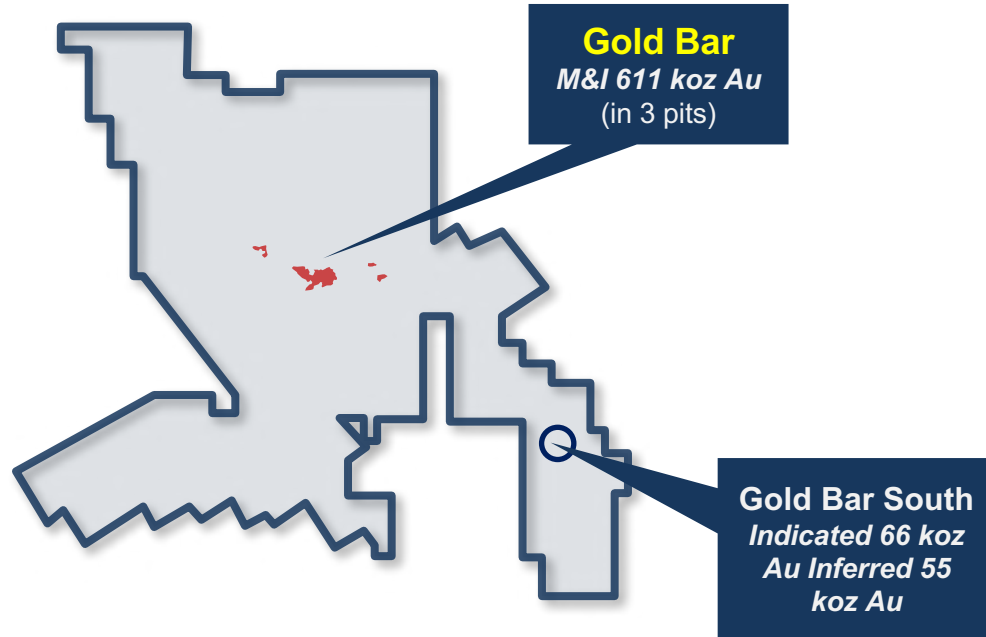 Gold Bar
M&I 611 koz Au
(in 3 pits)
Gold Bar South
Indicated 66 koz
Au Inferred 55
koz Au